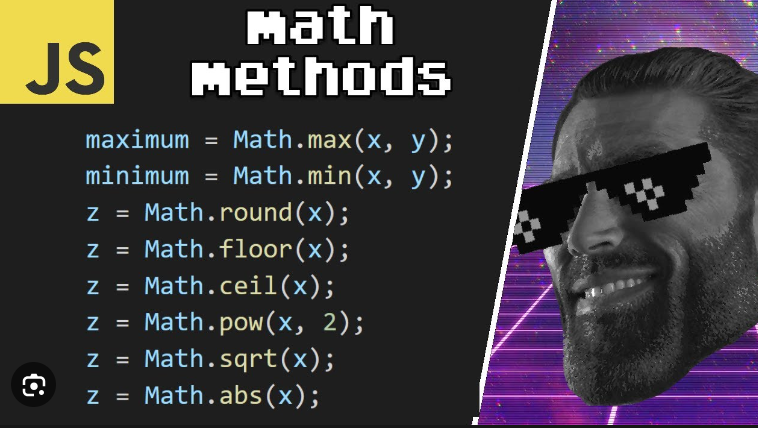 JS
math
methods
maximum = Math.max(x, y);
minimum = Math.min(x, y);
z = Math.round(x);
z = Math.floor(x);
z = Math.ceil(x);
z = Math.pow(x, 2);
z = Math.sqrt(x);
z = Math.abs(x);